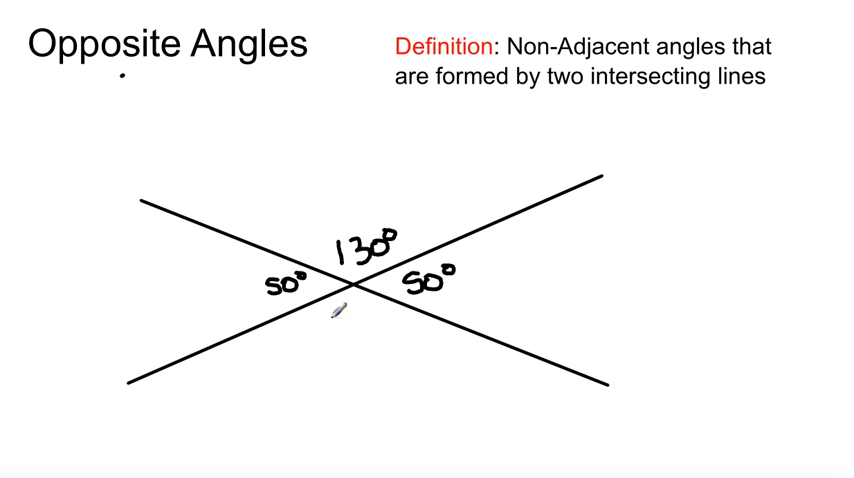 Opposite Angles
Definition: Non-Adjacent angles that
are formed by two intersecting lines
130°
50°
50°